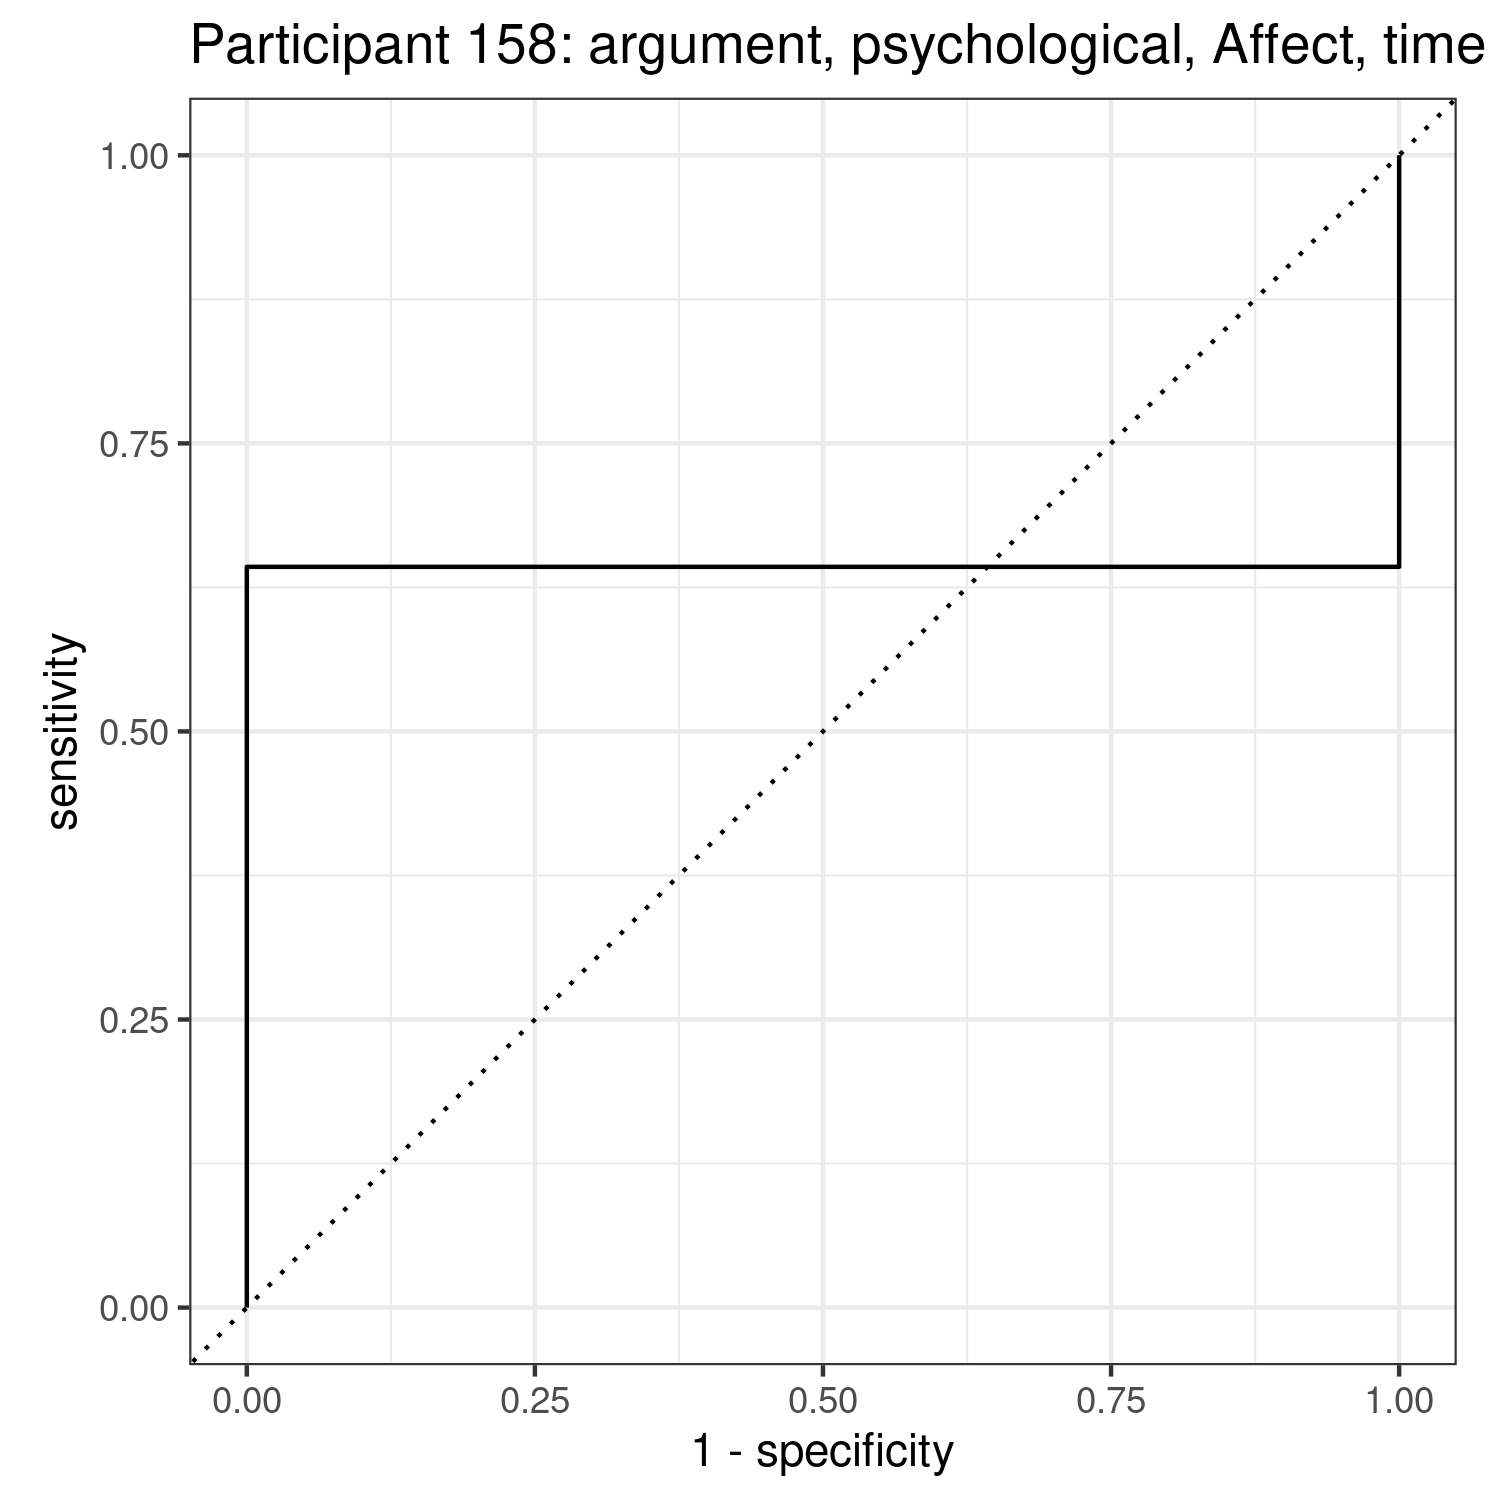 Participant 158: argument, psychological, Affect, time
1.00
0.75
0.50
0.25
0.00
sensitivity
0.00 0.25 0.50 0.75 1.00
1 - specificity